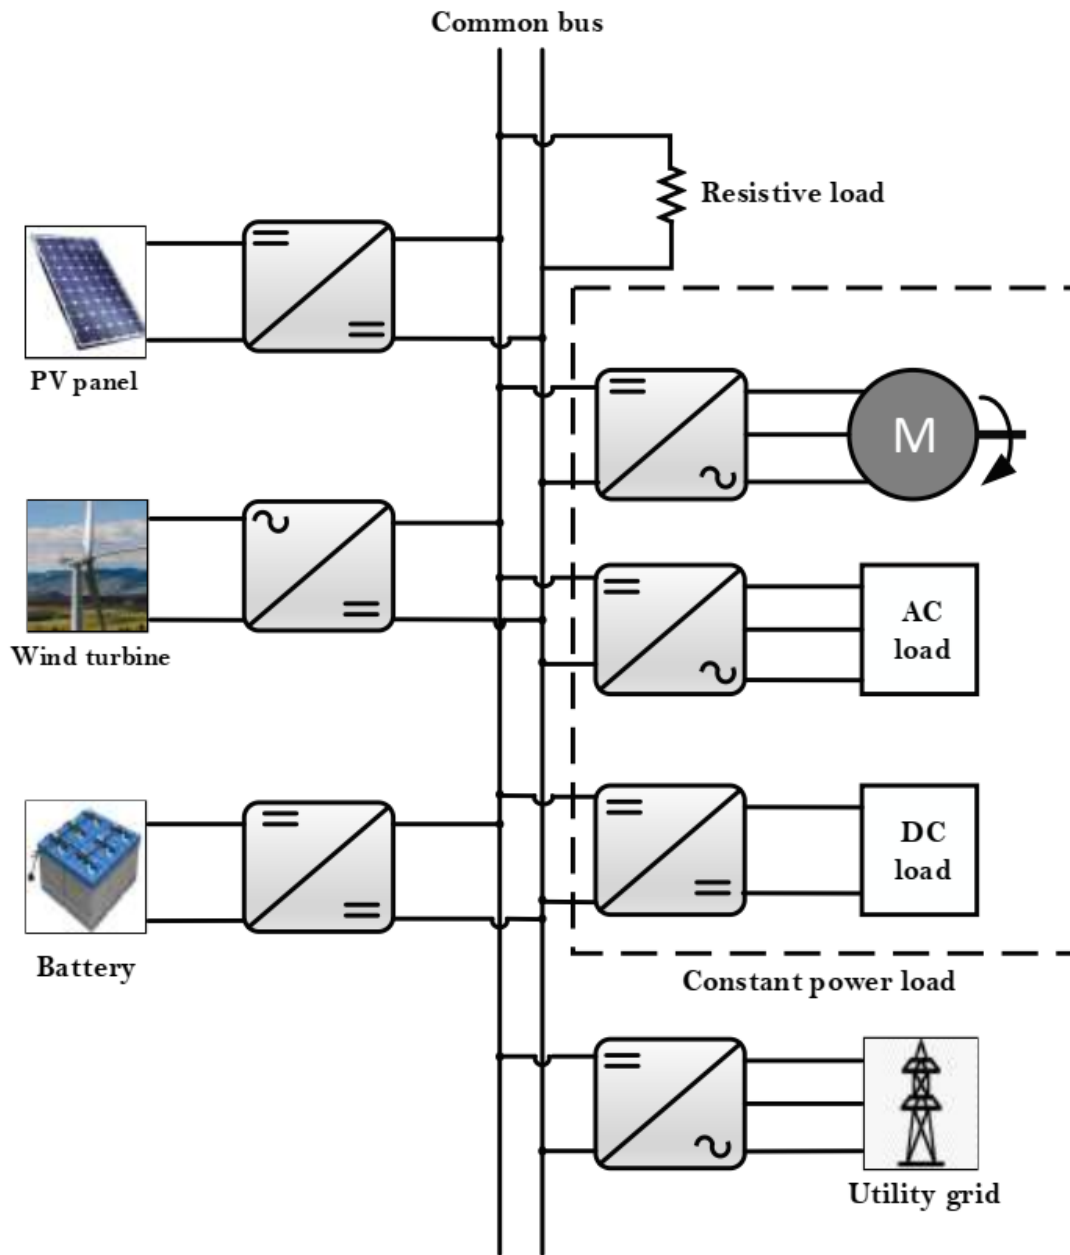 Common bus
Resistive load
PV panel
M
Wind turbine
AC
load
DC
load
Battery
Constant power load
Utility grid